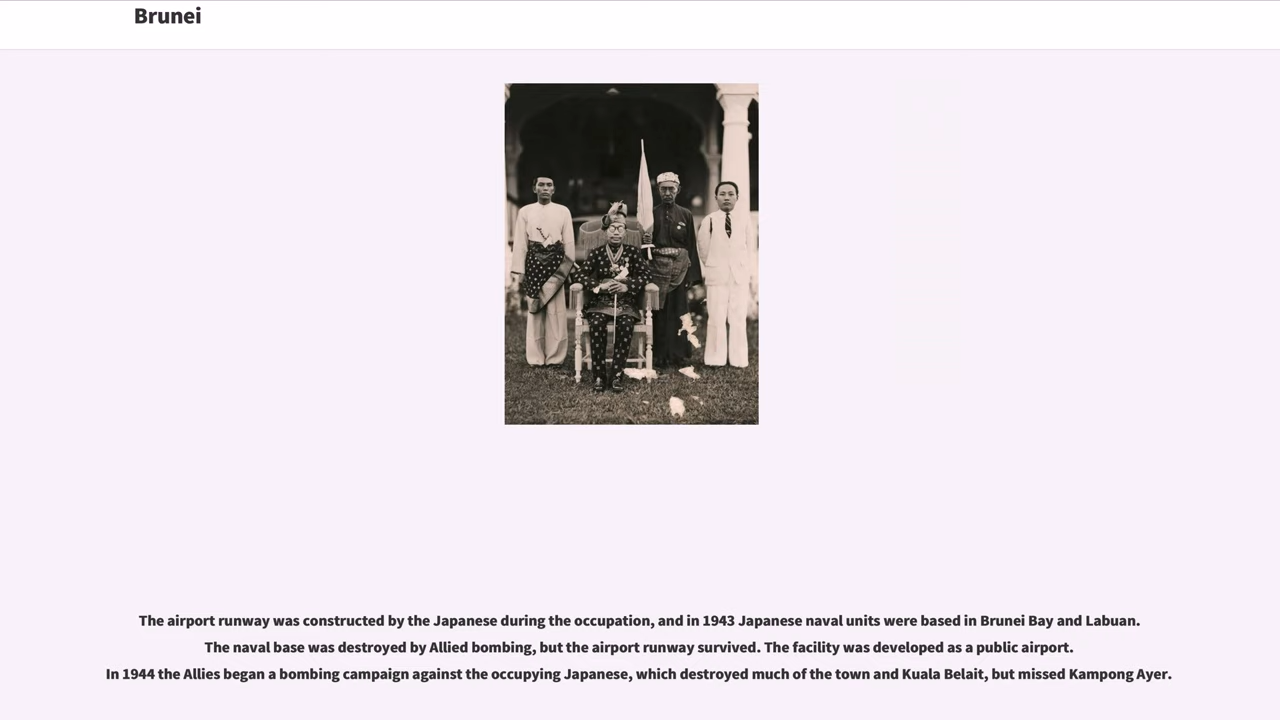 Brunei
The airport runway was constructed by the Japanese during the occupation, and in 1943 Japanese naval units were based in Brunei Bay and Labuan.
The naval base was destroyed by Allied bombing, but the airport runway survived. The facility was developed as a public airport.
In 1944 the Allies began a bombing campaign against the occupying Japanese, which destroyed much of the town and Kuala Belait, but missed Kampong Ayer.